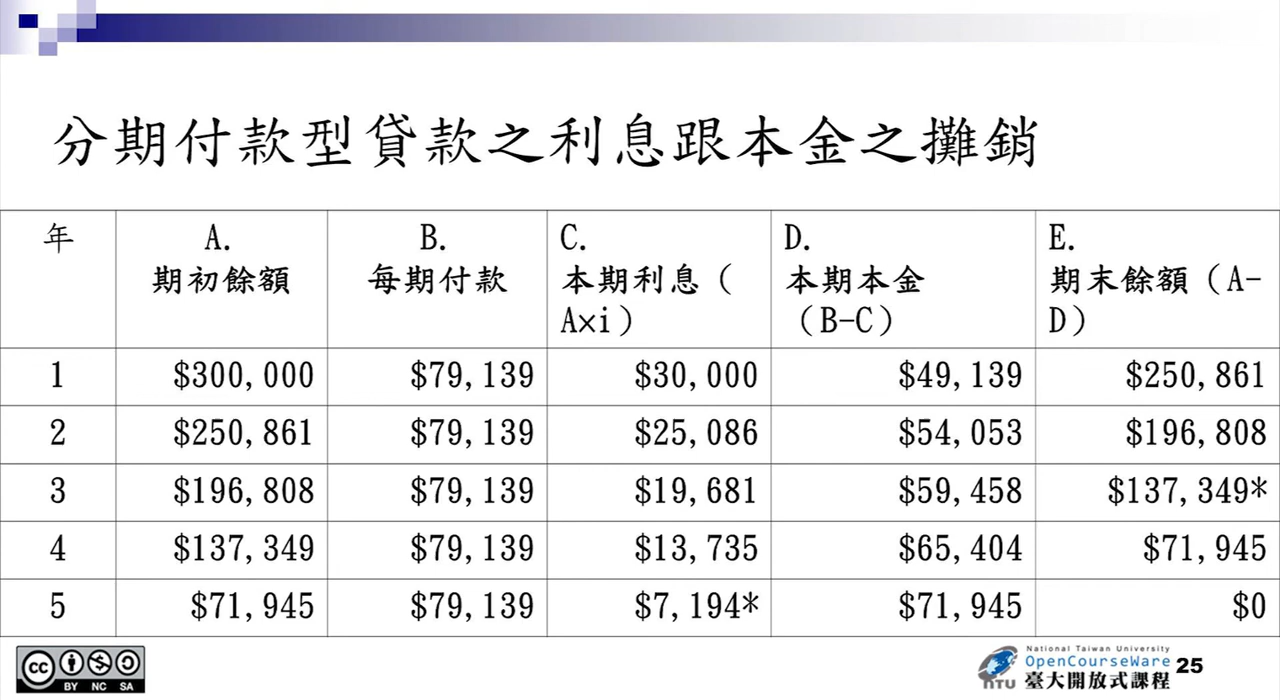 分期付款型貸款之利息跟本金之攤銷
年 A. 期初餘額 B. 每期付款 C. 本期利息（A×i） D. 本期本金（B-C） E. 期末餘額（A-D）
1 $300,000 $79,139 $30,000 $49,139 $250,861
2 $250,861 $79,139 $25,086 $54,053 $196,808
3 $196,808 $79,139 $19,681 $59,458 $137,349*
4 $137,349 $79,139 $13,735 $65,404 $71,945
5 $71,945 $79,139 $7,194* $71,945 $0
cc BY NC SA
National Taiwan University
OpenCourseWare
NTU 臺大開放式課程
25